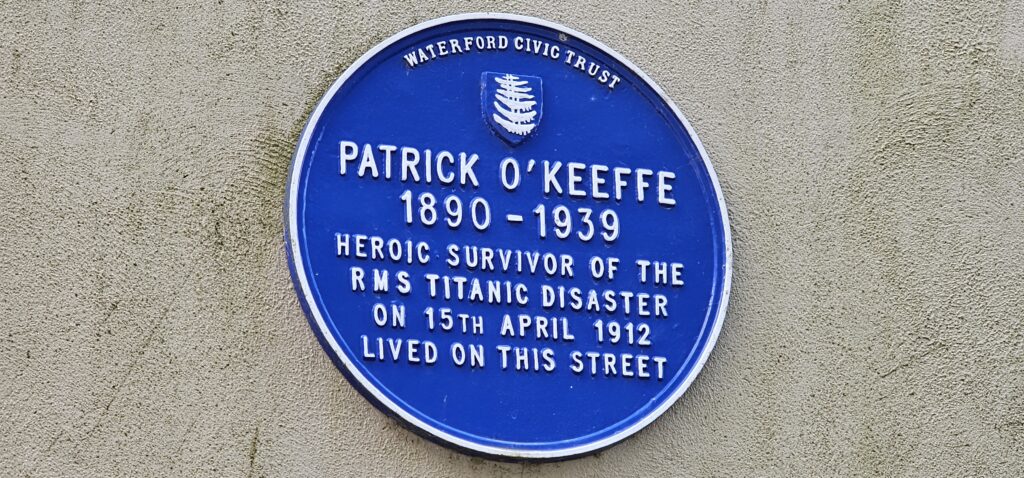 WATERFORD CIVIC TRUST
PATRICK O'KEEFFE
1890 - 1939
HEROIC SURVIVOR OF THE
RMS TITANIC DISASTER
ON 15TH APRIL 1912
LIVED ON THIS STREET